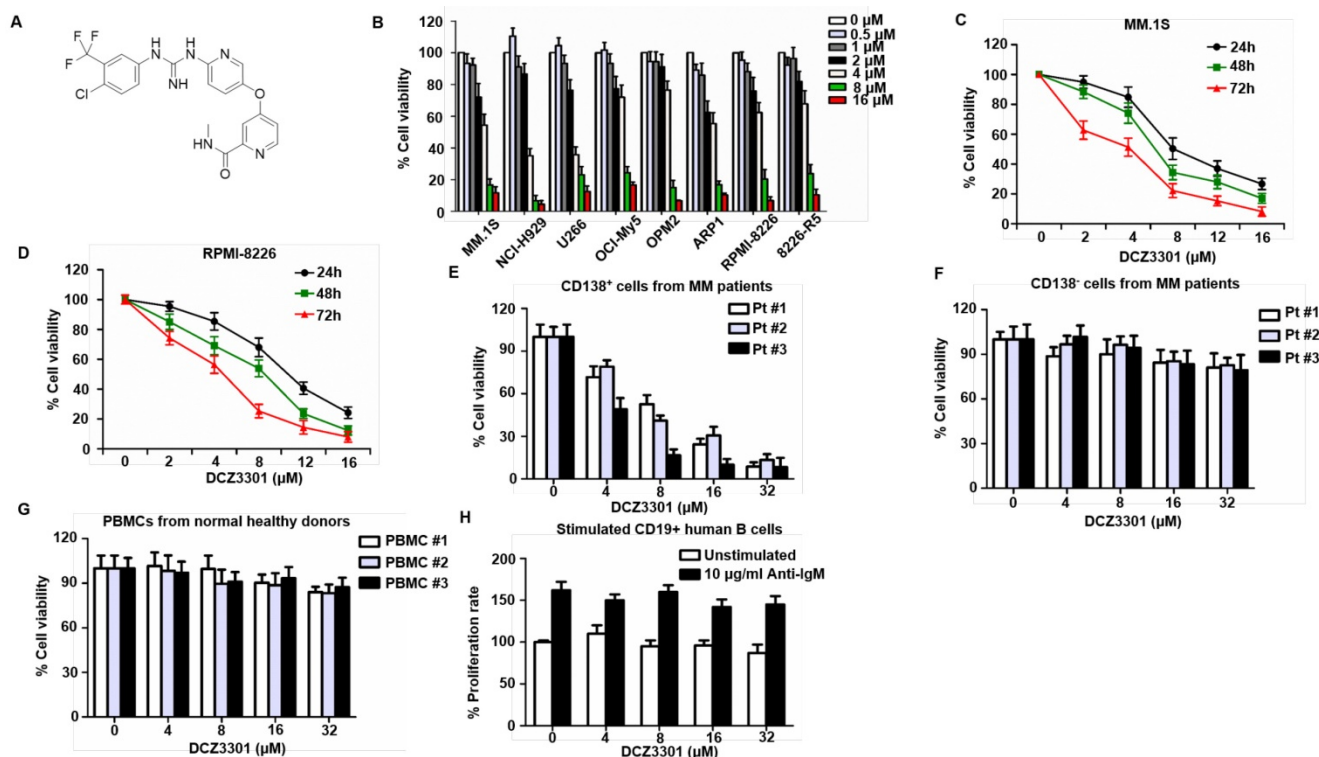 A
F
F
F
Cl
H
N
H
N
NH
N
O
H
N
O
N
B
% Cell viability
120
100
80
60
40
20
0
0 µM
0.5 µM
1 µM
2 µM
4 µM
8 µM
16 µM
MM.1S
NCI-H929
U266
OCI-My5
OPM2
ARP1
RPMI-8226
8226-R5
C
MM.1S
% Cell viability
120
100
80
60
40
20
0
24h
48h
72h
0 2 4 8 12 16
DCZ3301 (µM)
D
RPMI-8226
% Cell viability
120
100
80
60
40
20
0
24h
48h
72h
0 2 4 8 12 16
DCZ3301 (µM)
E
CD138⁺ cells from MM patients
% Cell viability
120
90
60
30
0
Pt #1
Pt #2
Pt #3
0 4 8 16 32
DCZ3301 (µM)
F
CD138⁻ cells from MM patients
% Cell viability
120
90
60
30
0
Pt #1
Pt #2
Pt #3
0 4 8 16 32
DCZ3301 (µM)
G
PBMCs from normal healthy donors
% Cell viability
120
90
60
30
0
PBMC #1
PBMC #2
PBMC #3
0 4 8 16 32
DCZ3301 (µM)
H
Stimulated CD19+ human B cells
% Proliferation rate
200
150
100
50
0
Unstimulated
10 µg/ml Anti-IgM
0 4 8 16 32
DCZ3301 (µM)